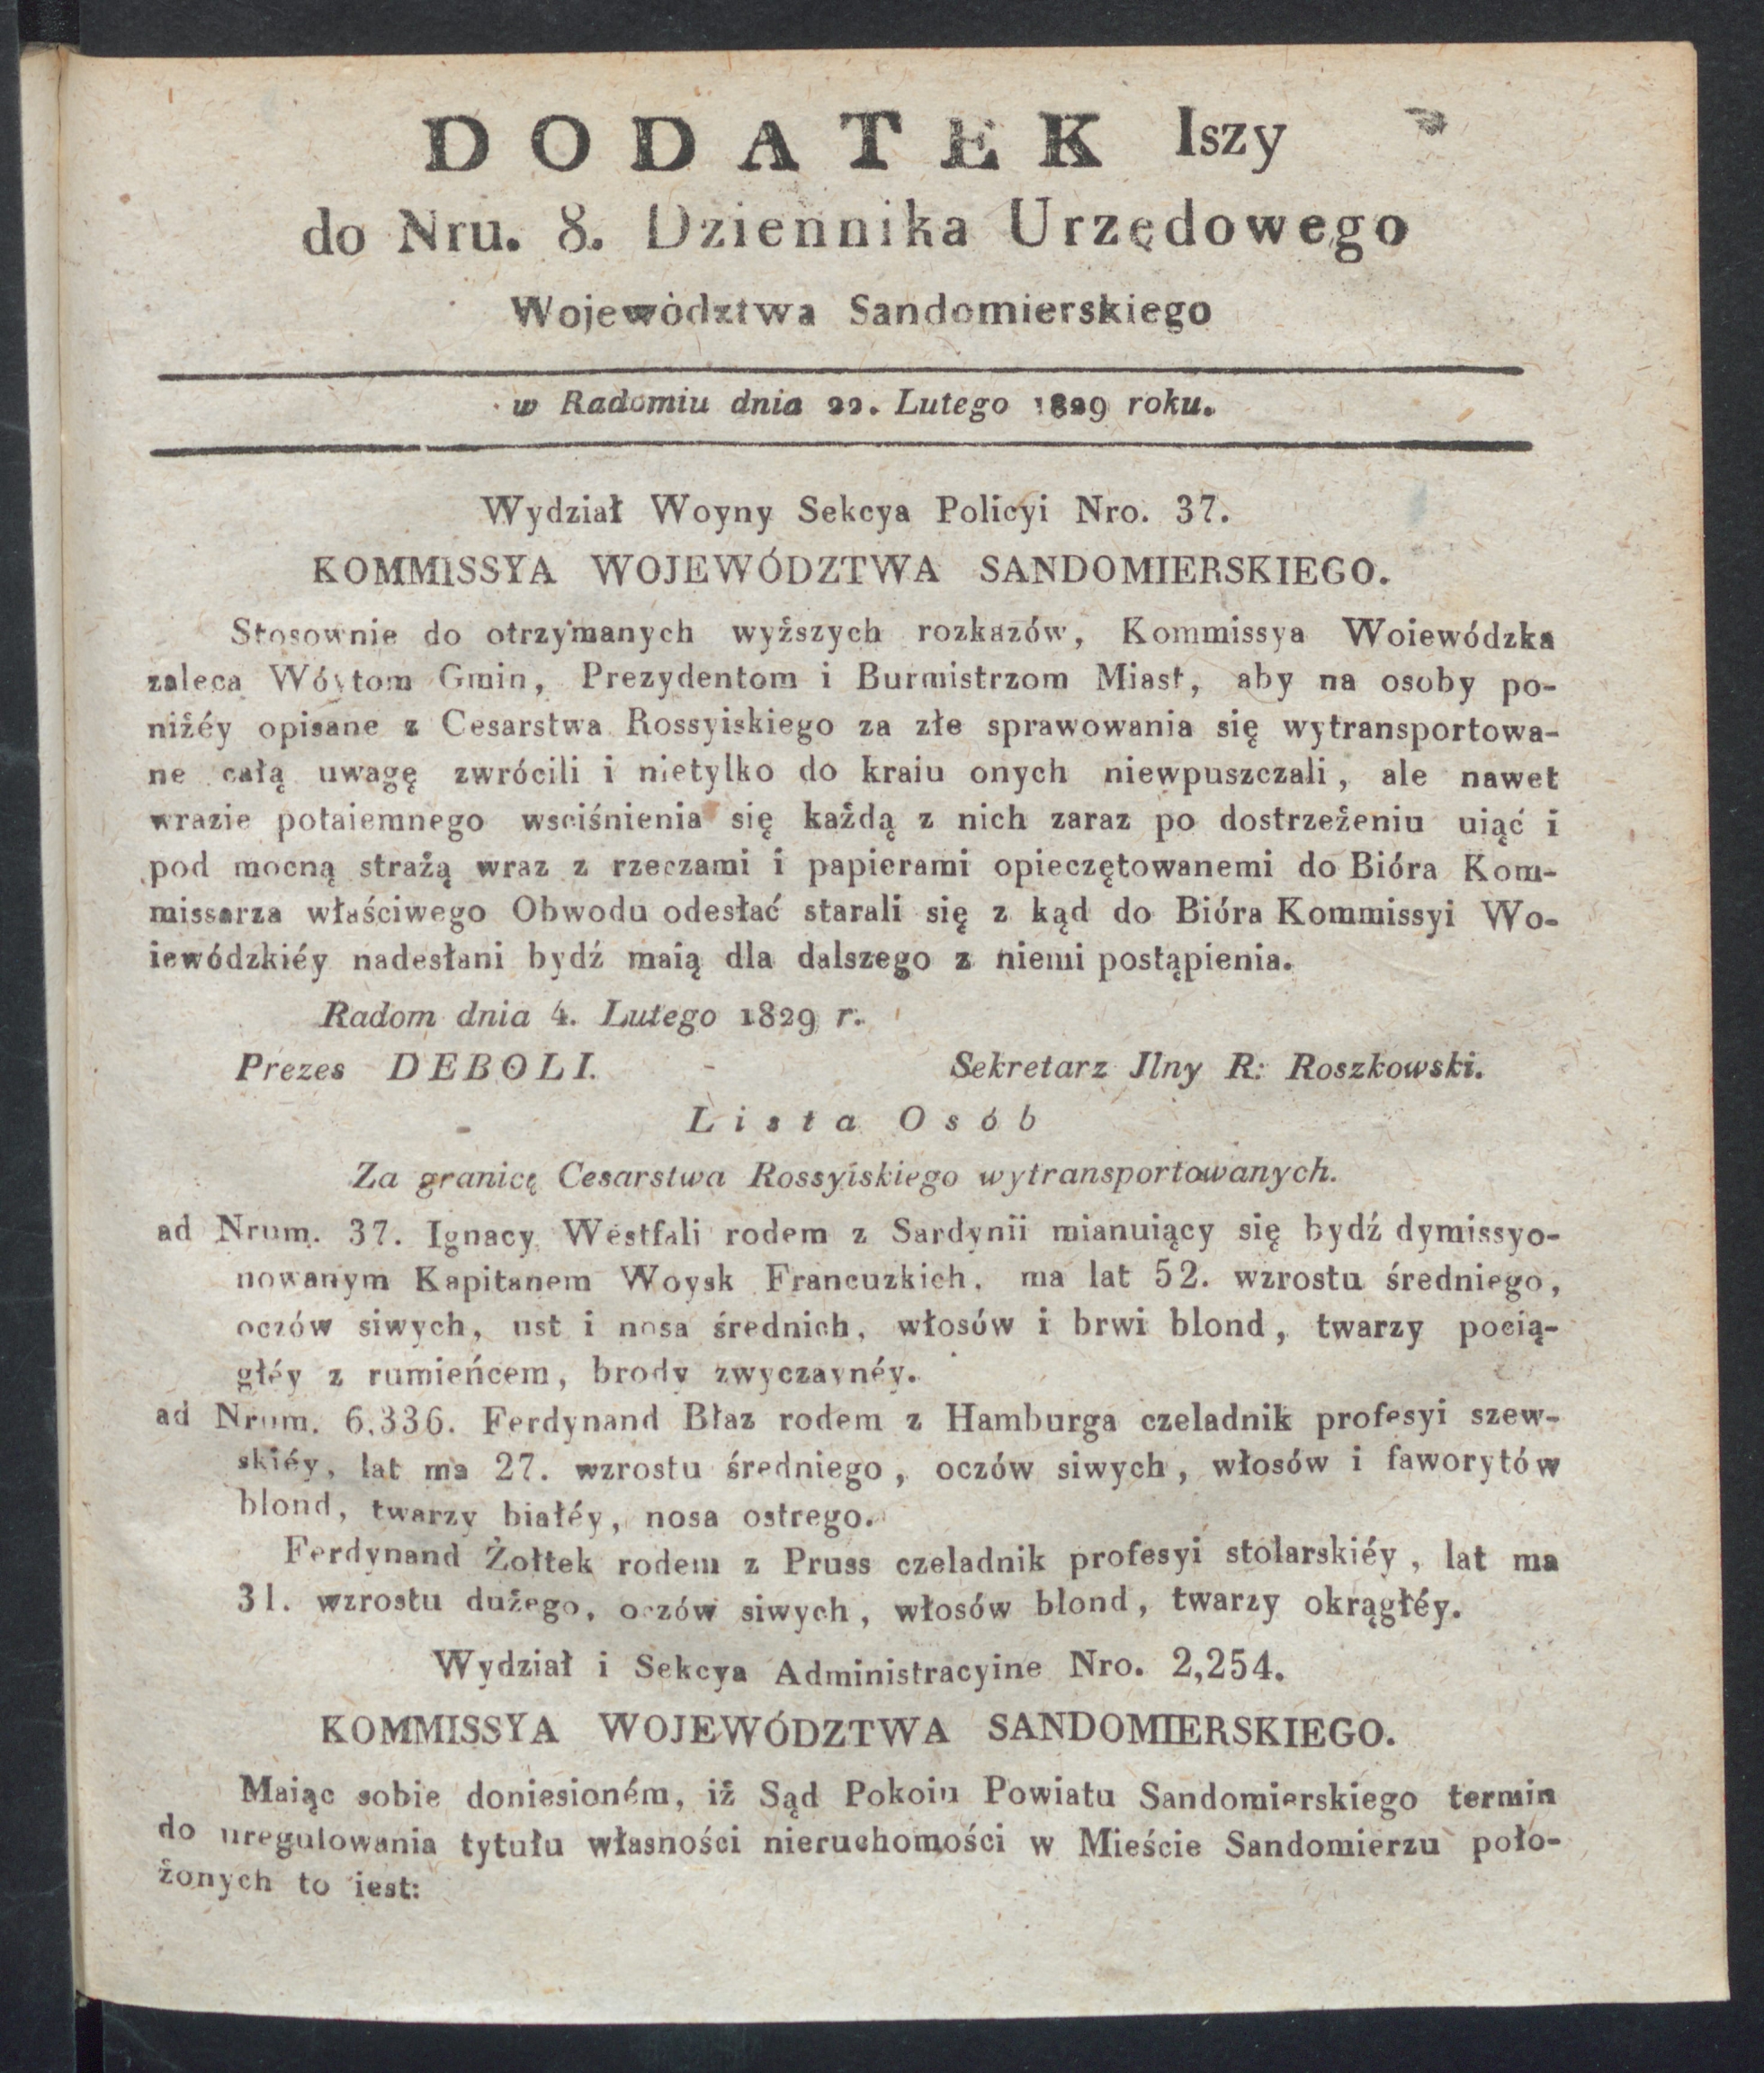 DODATEK Iszy
do Nru. 8. Dziennika Urzędowego
Województwa Sandomierskiego
w Radomiu dnia 22. Lutego 1829 roku.
Wydział Woyny Sekcya Policyi Nro. 37.
KOMMISSYA WOJEWÓDZTWA SANDOMIERSKIEGO.
Stosownie do otrzymanych wyższych rozkazów, Kommissya Woiewódzka
zaleca Wóytom Gmin, Prezydentom i Burmistrzom Miast, aby na osoby po-
niżéy opisane z Cesarstwa Rossyiskiego za złe sprawowania się wytransportowa-
ne całą uwagę zwrócili i nietylko do kraiu onych niewpuszczali, ale nawet
wrazie potaiemnego wsciśnienia się każdą z nich zaraz po dostrzeżeniu uiąć i
pod mocną strażą wraz z rzeczami i papierami opieczętowanemi do Bióra Kom-
missarza właściwego Obwodu odesłać starali się z kąd do Bióra Kommissyi Wo-
iewódzkiéy nadesłani bydź maią dla dalszego z niemi postąpienia.
Radom dnia 4. Lutego 1829 r.
Prezes DEBOLI. Sekretarz Jlny R: Roszkowski.
Lista Osób
Za granicę Cesarstwa Rossyiskiego wytransportowanych.
ad Nrum. 37. Ignacy Westfali rodem z Sardynii mianuiący się bydź dymissyo-
nowanym Kapitanem Woysk Francuzkich, ma lat 52. wzrostu średniego,
oczów siwych, ust i nosa średnich, włosów i brwi blond, twarzy pocią-
głéy z rumieńcem, brody zwyczaynéy.
ad Nrum. 6,336. Ferdynand Błaz rodem z Hamburga czeladnik profesyi szew-
skiéy, lat ma 27. wzrostu średniego, oczów siwych, włosów i faworytów
blond, twarzy białéy, nosa ostrego.
Ferdynand Żołtek rodem z Pruss czeladnik profesyi stolarskiéy, lat ma
31. wzrostu dużego, oczów siwych, włosów blond, twarzy okrągłéy.
Wydział i Sekcya Administracyine Nro. 2,254.
KOMMISSYA WOJEWÓDZTWA SANDOMIERSKIEGO.
Maiąc sobie doniesioném, iż Sąd Pokoiu Powiatu Sandomierskiego termin
do uregulowania tytułu własności nieruchomości w Mieście Sandomierzu poło-
żonych to iest: